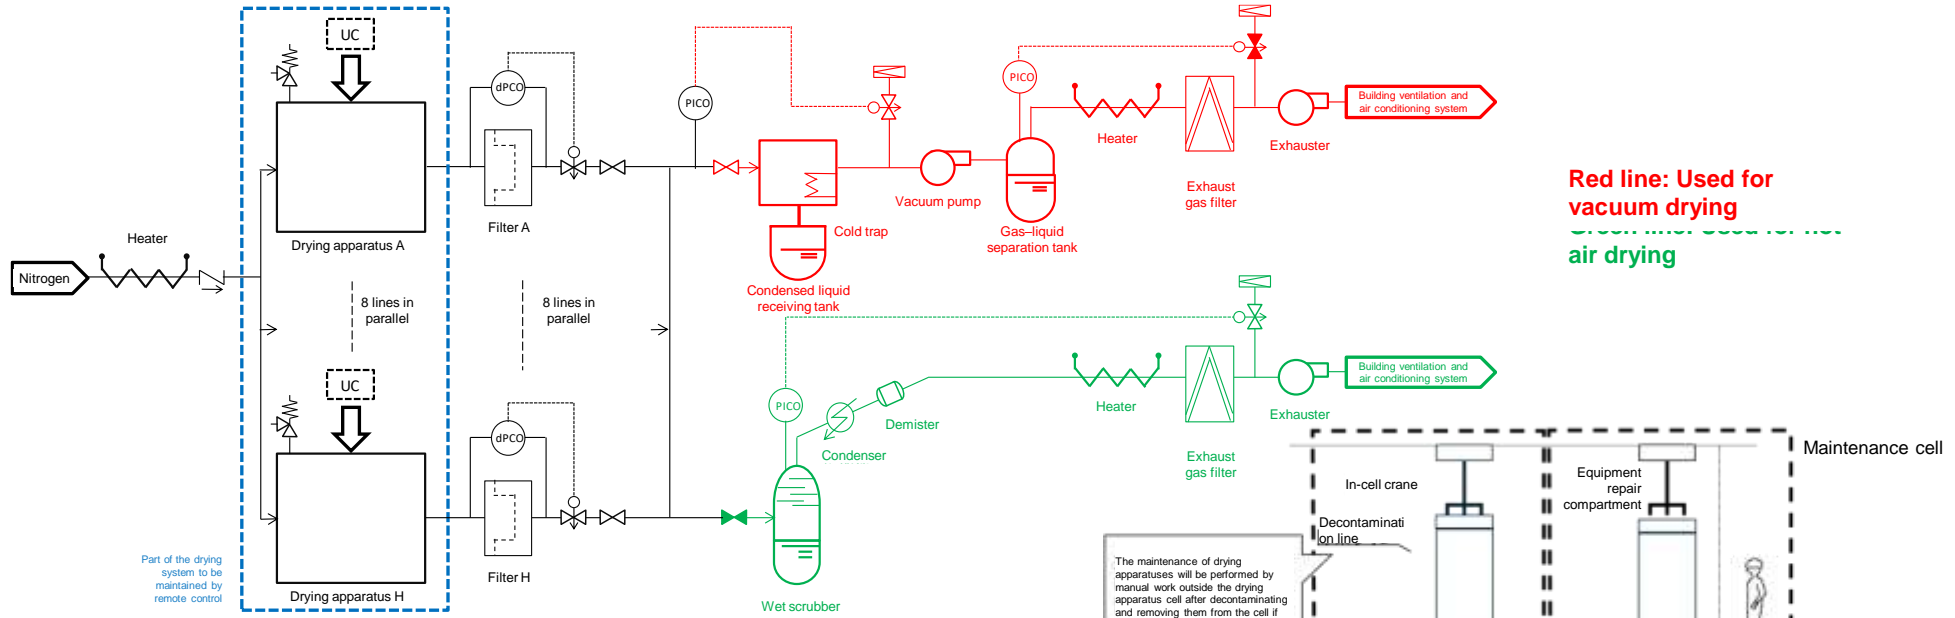 UC
dPCO
PICO
PICO
Heater
Building ventilation and
air conditioning system
Exhauster
Exhaust
gas filter
Vacuum pump
Cold trap
Gas–liquid
separation tank
Condensed liquid
receiving tank
Red line: Used for
vacuum drying
Green line: Used for hot
air drying
Drying apparatus A
Filter A
Heater
Nitrogen
8 lines in
parallel
8 lines in
parallel
UC
dPCO
PICO
Condenser
Demister
Heater
Exhaust
gas filter
Building ventilation and
air conditioning system
Exhauster
Wet scrubber
Part of the drying
system to be
maintained by
remote control
Drying apparatus H
Filter H
Maintenance cell
In-cell crane
Equipment
repair
compartment
Decontaminati
on line
The maintenance of drying
apparatuses will be performed by
manual work outside the drying
apparatus cell after decontaminating
and removing them from the cell if